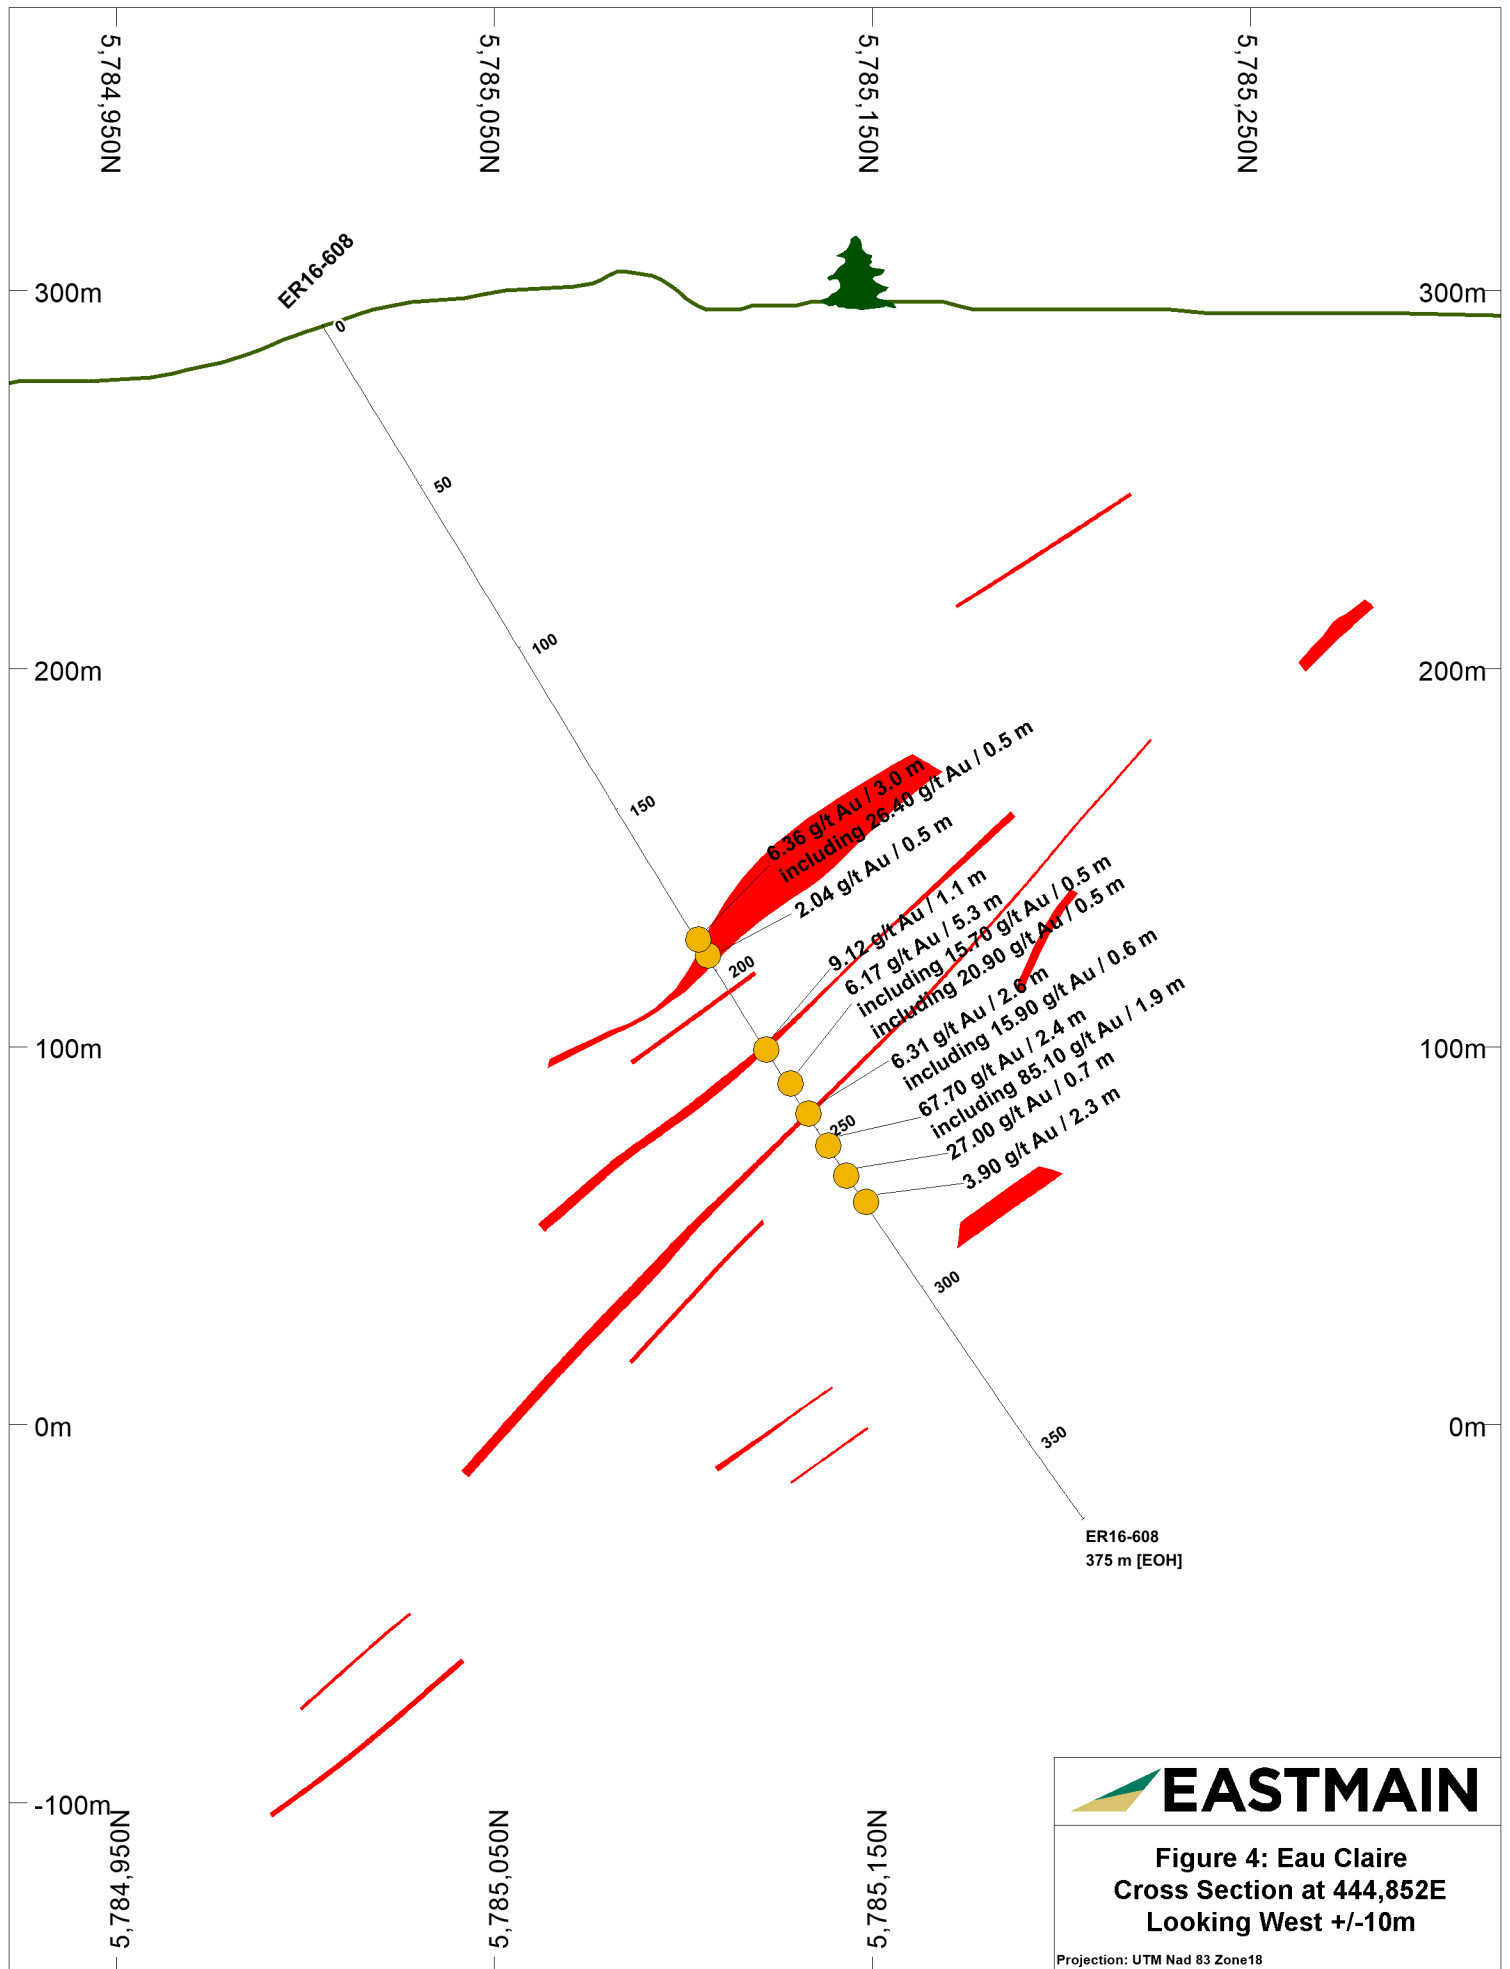 5,784,950N
5,785,050N
5,785,150N
5,785,250N
ER16-608
300m
300m
0
50
100
200m
200m
150
6.36 g/t Au / 3.0 m
including 26.40 g/t Au / 0.5 m
2.04 g/t Au / 0.5 m
200
9.12 g/t Au / 1.1 m
6.17 g/t Au / 5.3 m
including 15.70 g/t Au / 0.5 m
including 20.90 g/t Au / 0.5 m
100m
100m
6.31 g/t Au / 2.6 m
including 15.90 g/t Au / 0.6 m
250
67.70 g/t Au / 2.4 m
including 85.10 g/t Au / 1.9 m
27.00 g/t Au / 0.7 m
3.90 g/t Au / 2.3 m
300
0m
0m
350
ER16-608
375 m [EOH]
-100m
5,784,950N
5,785,050N
5,785,150N
EASTMAIN
Figure 4: Eau Claire
Cross Section at 444,852E
Looking West +/-10m
Projection: UTM Nad 83 Zone18